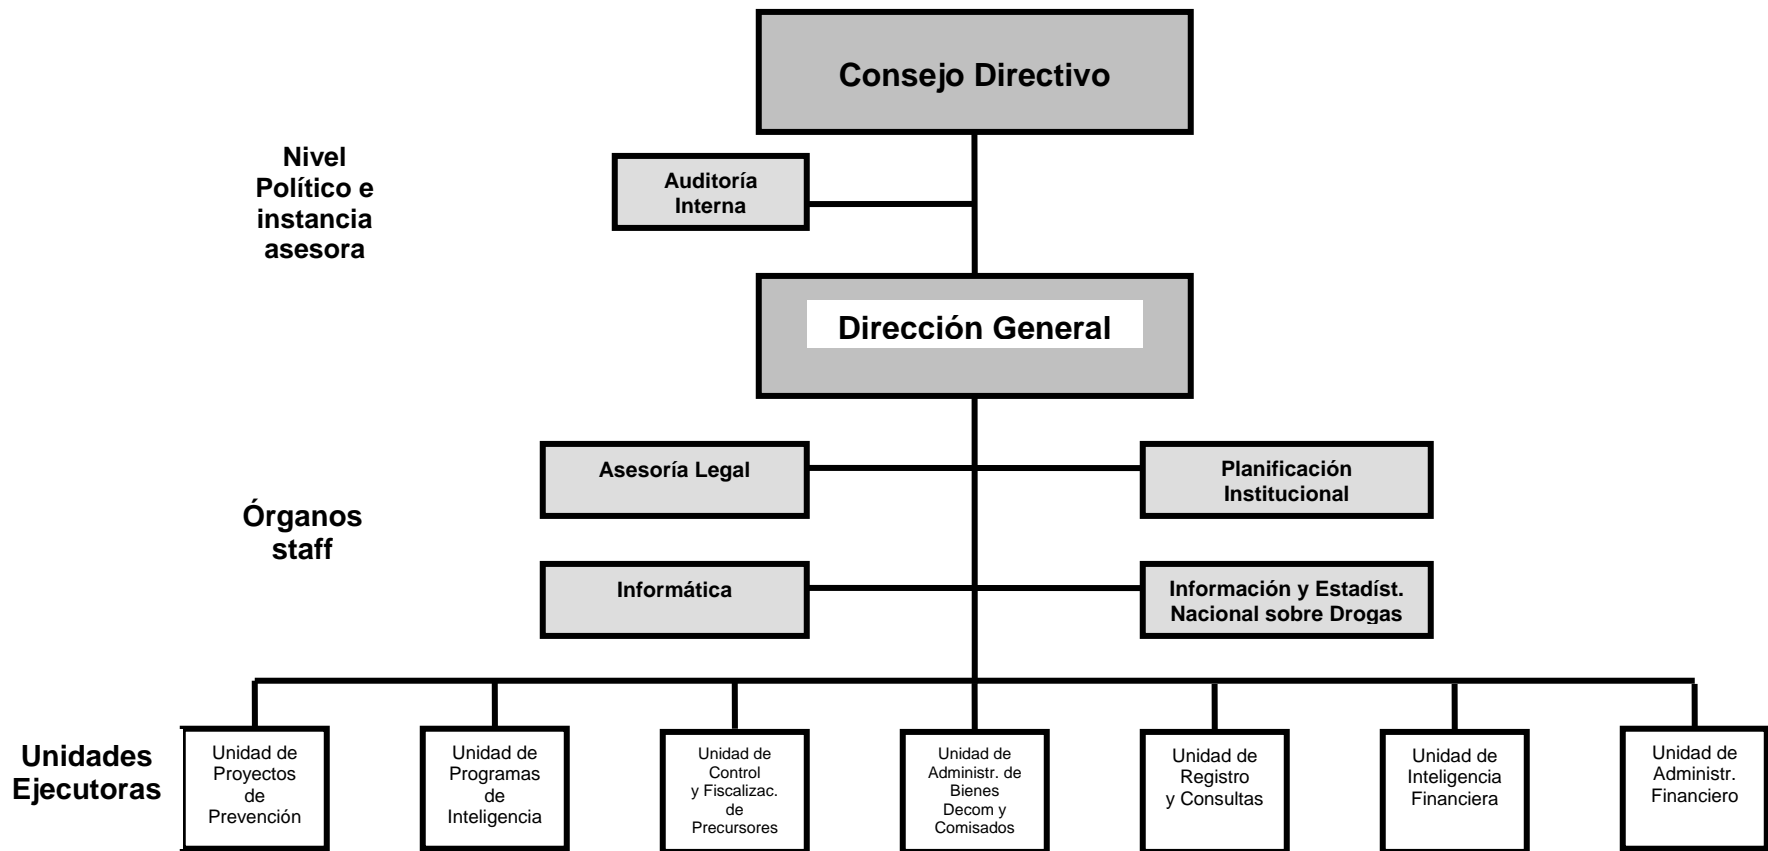 Consejo Directivo
Nivel
Político e
instancia
asesora
Auditoría
Interna
Dirección General
Órganos
staff
Asesoría Legal
Planificación
Institucional
Informática
Información y Estadíst.
Nacional sobre Drogas
Unidades
Ejecutoras
Unidad de
Proyectos
de
Prevención
Unidad de
Programas
de
Inteligencia
Unidad de
Control
y Fiscalizac.
de
Precursores
Unidad de
Administr. de
Bienes
Decom y
Comisados
Unidad de
Registro
y Consultas
Unidad de
Inteligencia
Financiera
Unidad de
Administr.
Financiero